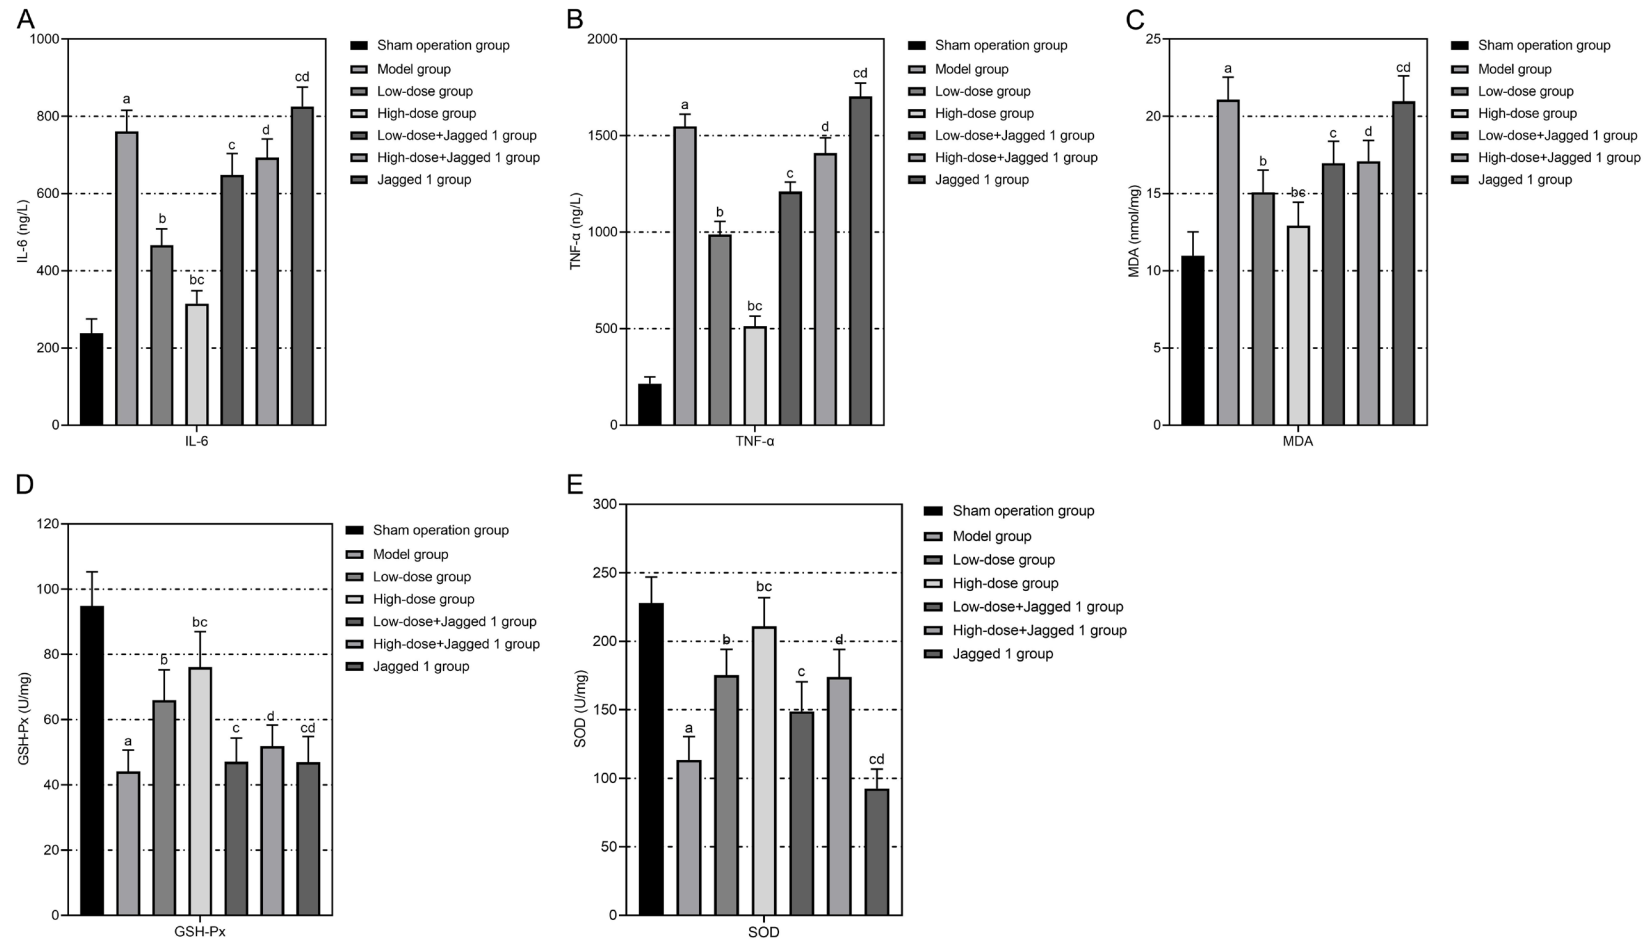 A
IL-6 (ng/L)
1000
800
600
400
200
0
a
b
bc
c
d
cd
IL-6
Sham operation group
Model group
Low-dose group
High-dose group
Low-dose+Jagged 1 group
High-dose+Jagged 1 group
Jagged 1 group
B
TNF-α (ng/L)
2000
1500
1000
500
0
a
b
bc
c
d
cd
TNF-α
Sham operation group
Model group
Low-dose group
High-dose group
Low-dose+Jagged 1 group
High-dose+Jagged 1 group
Jagged 1 group
C
MDA (nmol/mg)
25
20
15
10
5
0
a
b
bc
c
d
cd
MDA
Sham operation group
Model group
Low-dose group
High-dose group
Low-dose+Jagged 1 group
High-dose+Jagged 1 group
Jagged 1 group
D
GSH-Px (U/mg)
120
100
80
60
40
20
0
a
b
bc
c
d
cd
GSH-Px
Sham operation group
Model group
Low-dose group
High-dose group
Low-dose+Jagged 1 group
High-dose+Jagged 1 group
Jagged 1 group
E
SOD (U/mg)
300
250
200
150
100
50
0
a
b
bc
c
d
cd
SOD
Sham operation group
Model group
Low-dose group
High-dose group
Low-dose+Jagged 1 group
High-dose+Jagged 1 group
Jagged 1 group